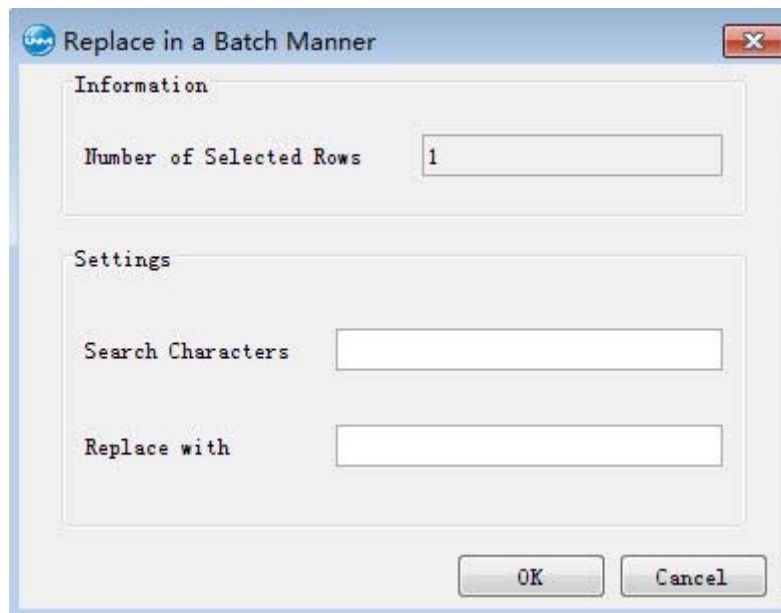 Replace in a Batch Manner
Information
Number of Selected Rows 1
Settings
Search Characters
Replace with
OK Cancel